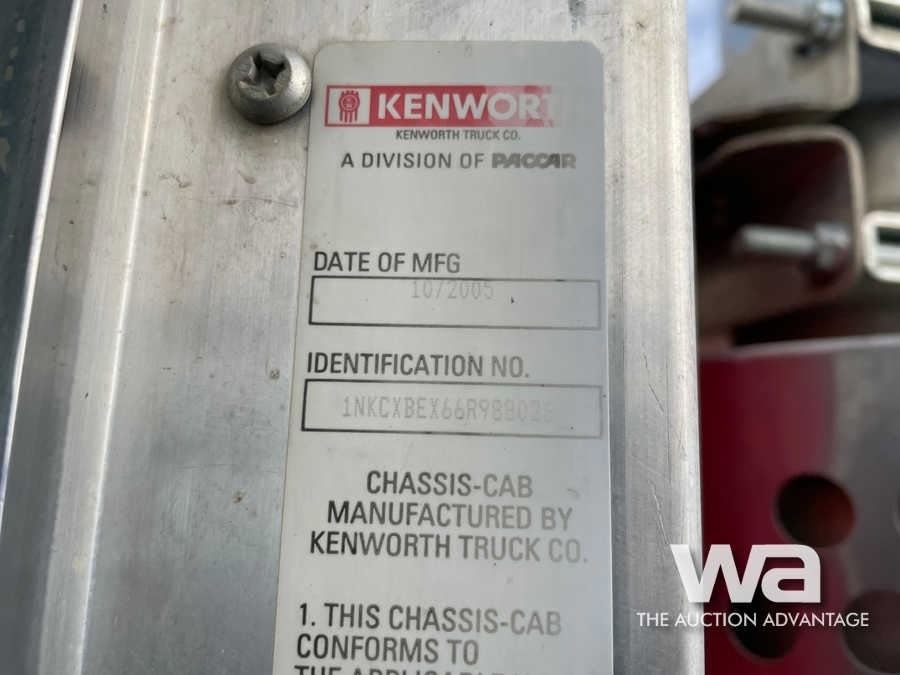 KENWORT
KENWORTH TRUCK CO.
A DIVISION OF PACCAR
DATE OF MFG
10/2005
IDENTIFICATION NO.
CHASSIS-CAB
MANUFACTURED BY
KENWORTH TRUCK CO.
1. THIS CHASSIS-CAB
CONFORMS TO
wa
THE AUCTION ADVANTAGE